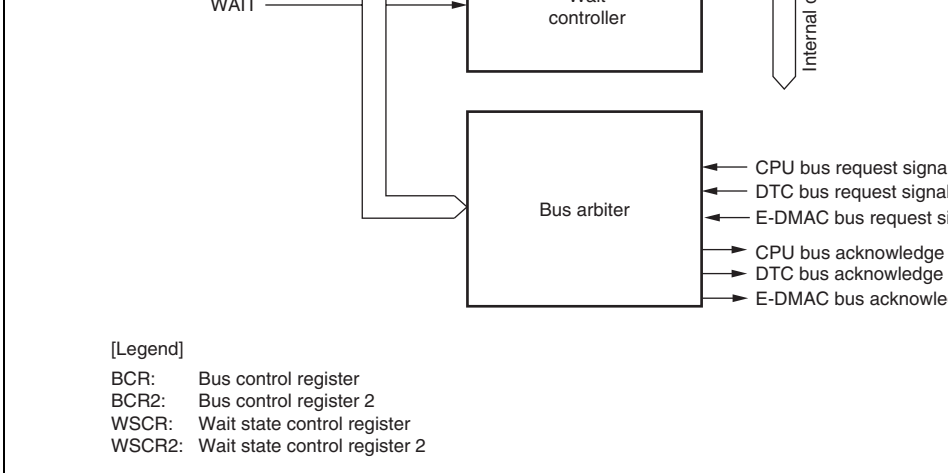 WAIT
Wait
controller
Internal
Bus arbiter
CPU bus request
DTC bus request signal
E-DMAC bus request
CPU bus acknowledge
DTC bus acknowledge
E-DMAC bus
[Legend]
BCR: Bus control register
BCR2: Bus control register 2
WSCR: Wait state control register
WSCR2: Wait state control register 2